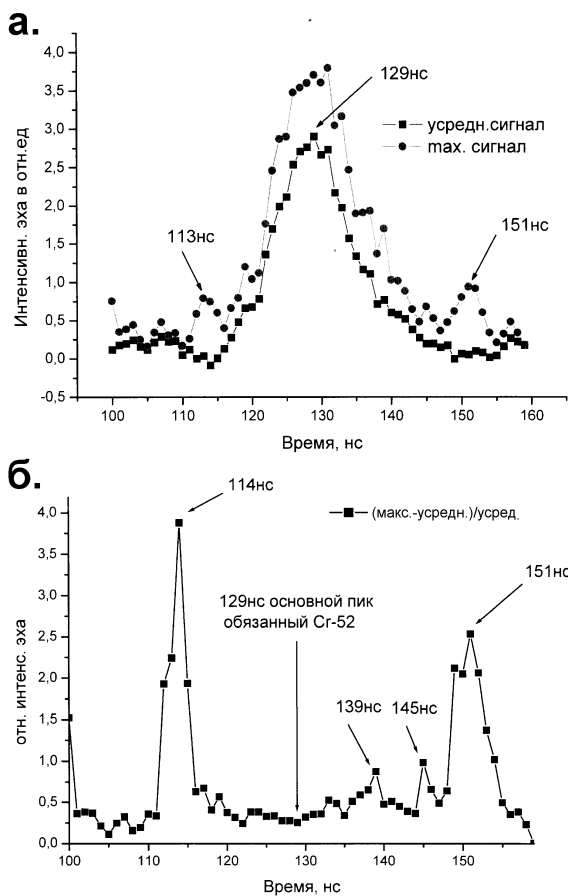 а.
4,0
3,5
3,0
2,5
2,0
1,5
1,0
0,5
0,0
-0,5
Интенсивн. эха в отн.ед
129нс
усредн.сигнал
max. сигнал
113нс
151нс
100 110 120 130 140 150 160
Время, нс
б.
4,0
3,5
3,0
2,5
2,0
1,5
1,0
0,5
0,0
отн. интенс. эха
114нс
(макс.-усредн.)/усред.
129нс основной пик
обязанный Cr-52
151нс
139нс
145нс
100 110 120 130 140 150
Время, нс